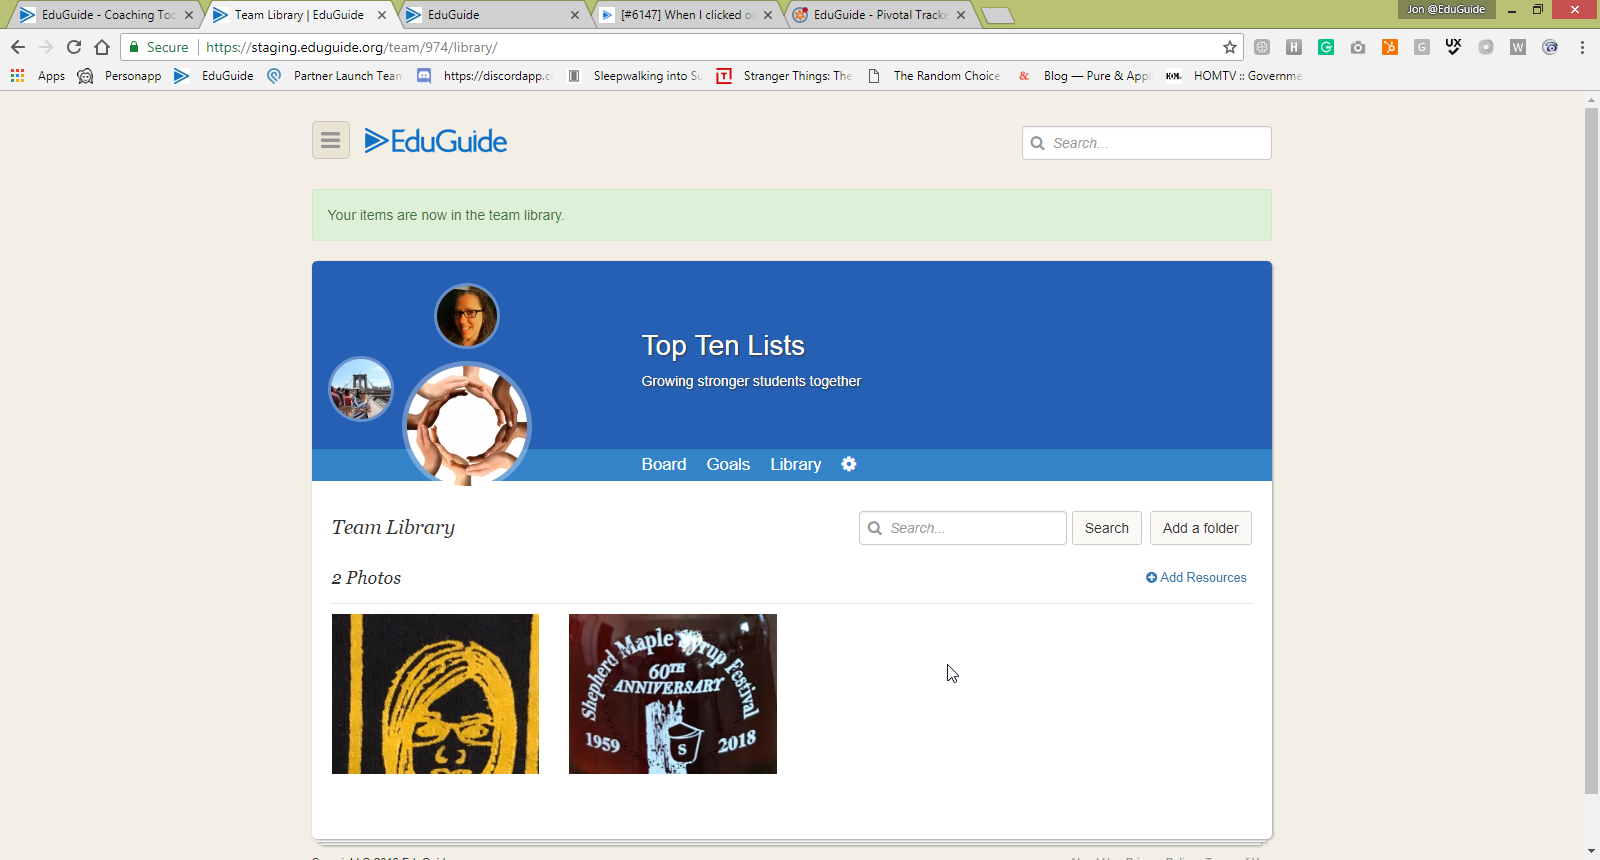 Jon @EduGuide
EduGuide - Coaching Too
Team Library | EduGuide
EduGuide
[#6147] When I clicked o
EduGuide - Pivotal Tracke
Secure
https://staging.eduguide.org/team/974/library/
Apps
Personapp
EduGuide
Partner Launch Team
https://discordapp.c
Sleepwalking into Su
Stranger Things: The
The Random Choice
Blog — Pure & Appl
HOMTV :: Governme
EduGuide
Search...
Your items are now in the team library.
Top Ten Lists
Growing stronger students together
Board
Goals
Library
Team Library
Search...
Search
Add a folder
2 Photos
Add Resources
Shepherd Maple Syrup Festival
60TH
ANNIVERSARY
1959
S
2018